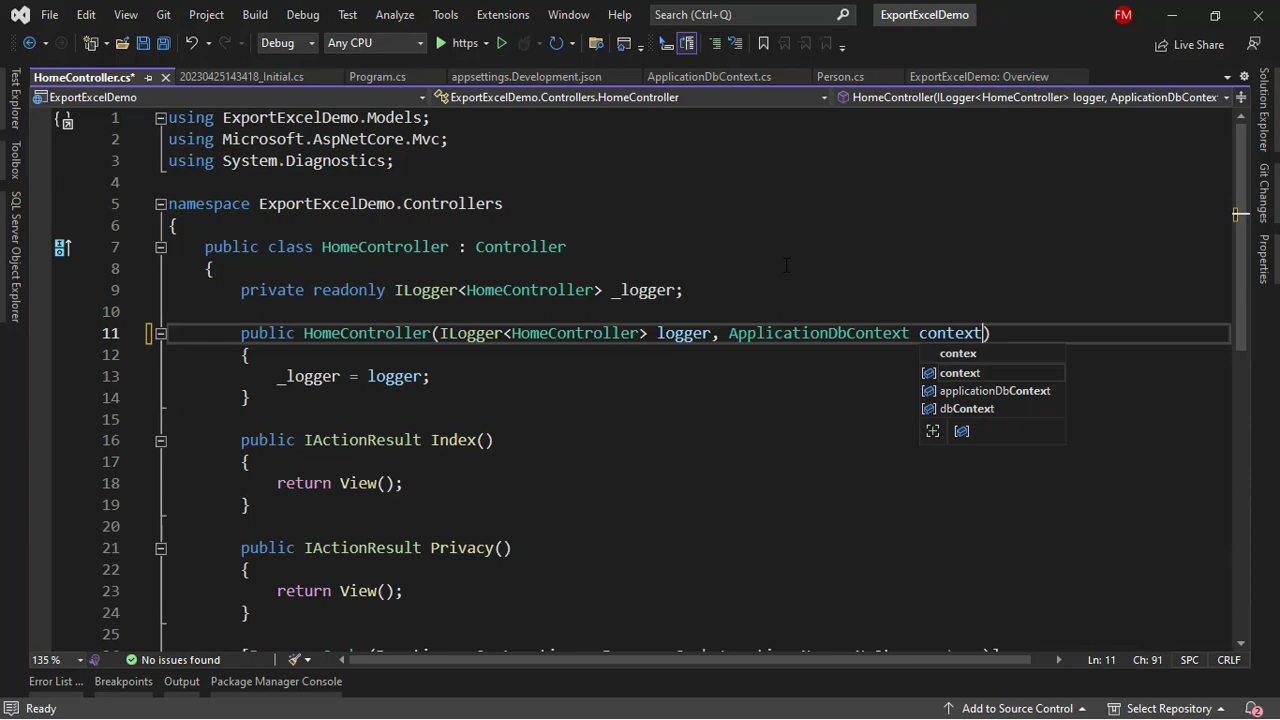 File Edit View Git Project Build Debug Test Analyze Tools Extensions Window Help Search (Ctrl+Q) ExportExcelDemo FM
Debug Any CPU https Live Share
HomeController.cs* 20230425143418_Initial.cs Program.cs appsettings.Development.json ApplicationDbContext.cs Person.cs ExportExcelDemo: Overview
ExportExcelDemo ExportExcelDemo.Controllers.HomeController HomeController(ILogger<HomeController> logger, ApplicationDbContex
Test Explorer
Toolbox
SQL Server Object Explorer
1 using ExportExcelDemo.Models;
2 using Microsoft.AspNetCore.Mvc;
3 using System.Diagnostics;
4
5 namespace ExportExcelDemo.Controllers
6 {
7 public class HomeController : Controller
8 {
9 private readonly ILogger<HomeController> _logger;
10
11 public HomeController(ILogger<HomeController> logger, ApplicationDbContext context)
12 {
13 _logger = logger;
14 }
15
16 public IActionResult Index()
17 {
18 return View();
19 }
20
21 public IActionResult Privacy()
22 {
23 return View();
24 }
25
contex
context
applicationDbContext
dbContext
Solution Explorer
Git Changes
Properties
135 % No issues found Ln: 11 Ch: 91 SPC CRLF
Error List ... Breakpoints Output Package Manager Console
Ready Add to Source Control Select Repository 2